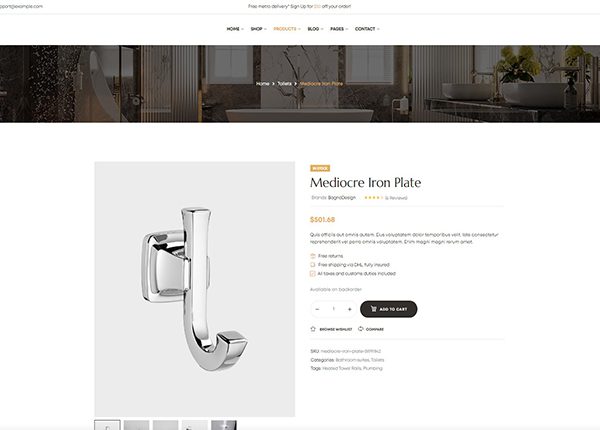 pport@example.com
Free metro delivery* Sign Up for $10 off your order!
HOME
SHOP
PRODUCTS
BLOG
PAGES
CONTACT
Home > Toilets > Mediocre Iron Plate
IN STOCK
Mediocre Iron Plate
Brands: BagnoDesign
Reviews)
$501.68
Quis officiis aut omnis autem. Eius voluptatem dolor temporibus velit. Iste consectetur
reprehenderit vel porro omnis voluptatem. Enim magni magni rerum amet.
Free returns
Free shipping via DHL, fully insured
All taxes and customs duties included
Available on backorder
- 1 +
ADD TO CART
BROWSE WISHLIST
COMPARE
SKU: mediocre-iron-plate
Categories: Bathroom suites, Toilets
Tags: Heated Towel Rails, Plumbing